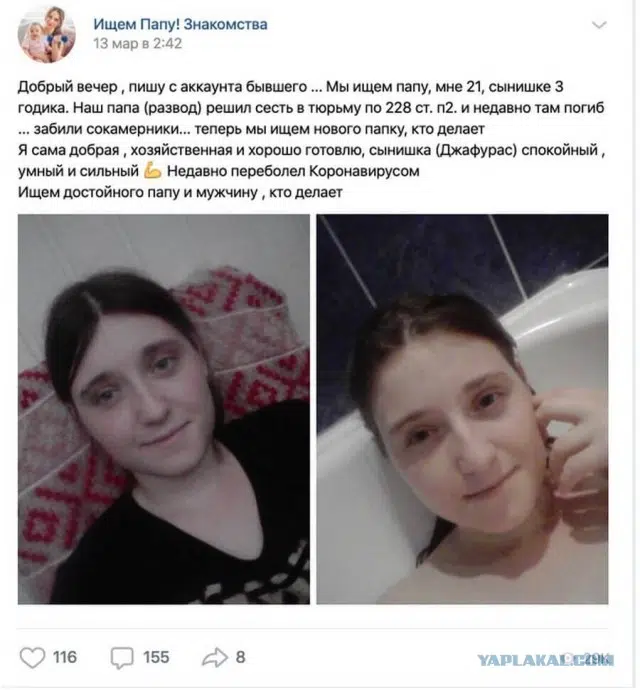 Ищем Папу! Знакомства
13 мар в 2:42
Добрый вечер , пишу с аккаунта бывшего ... Мы ищем папу, мне 21, сынишке 3
годика. Наш папа (развод) решил сесть в тюрьму по 228 ст. п2. и недавно там погиб
... забили сокамерники... теперь мы ищем нового папку, кто делает
Я сама добрая , хозяйственная и хорошо готовлю, сынишка (Джафурас) спокойный ,
умный и сильный 💪 Недавно переболел Коронавирусом
Ищем достойного папу и мужчину , кто делает
116 155 8
YAPLAKAL.COM